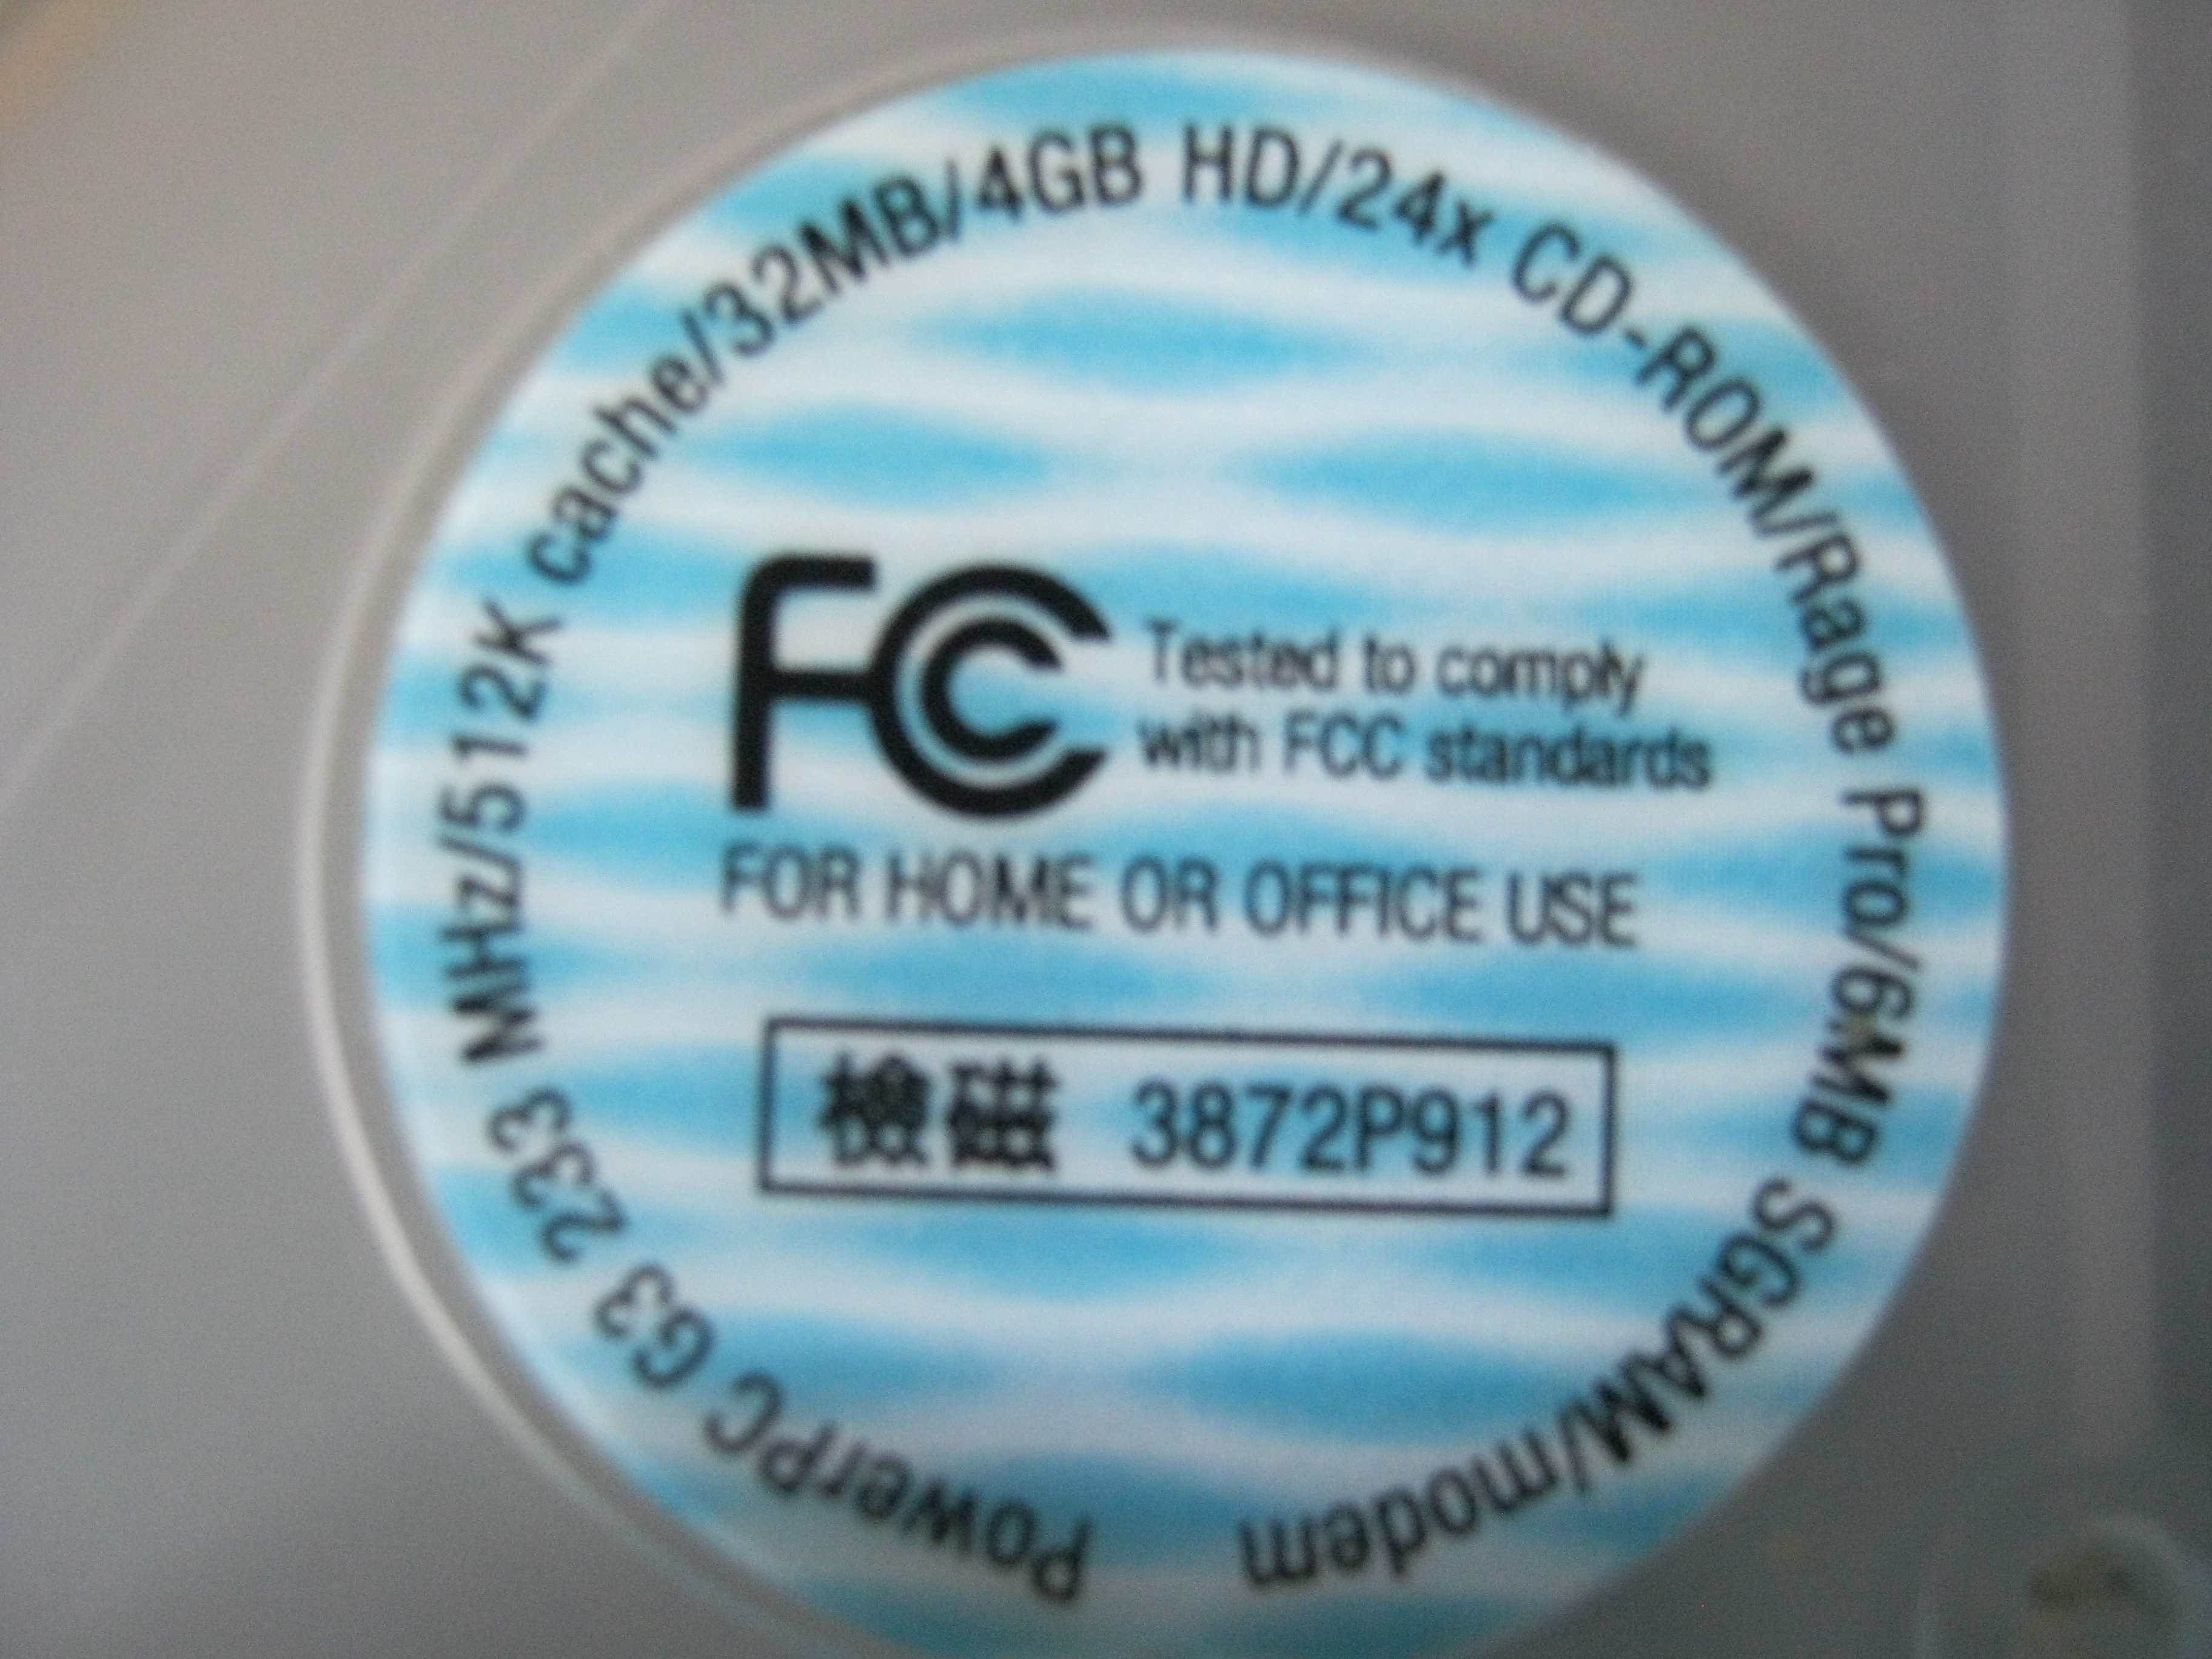 PowerPC G3 233 MHz/512K cache/32MB/4GB HD/24x CD-ROM/Rage Pro/6MB SGRAM/modem
FC Tested to comply
with FCC standards
FOR HOME OR OFFICE USE
檢磁 3872P912